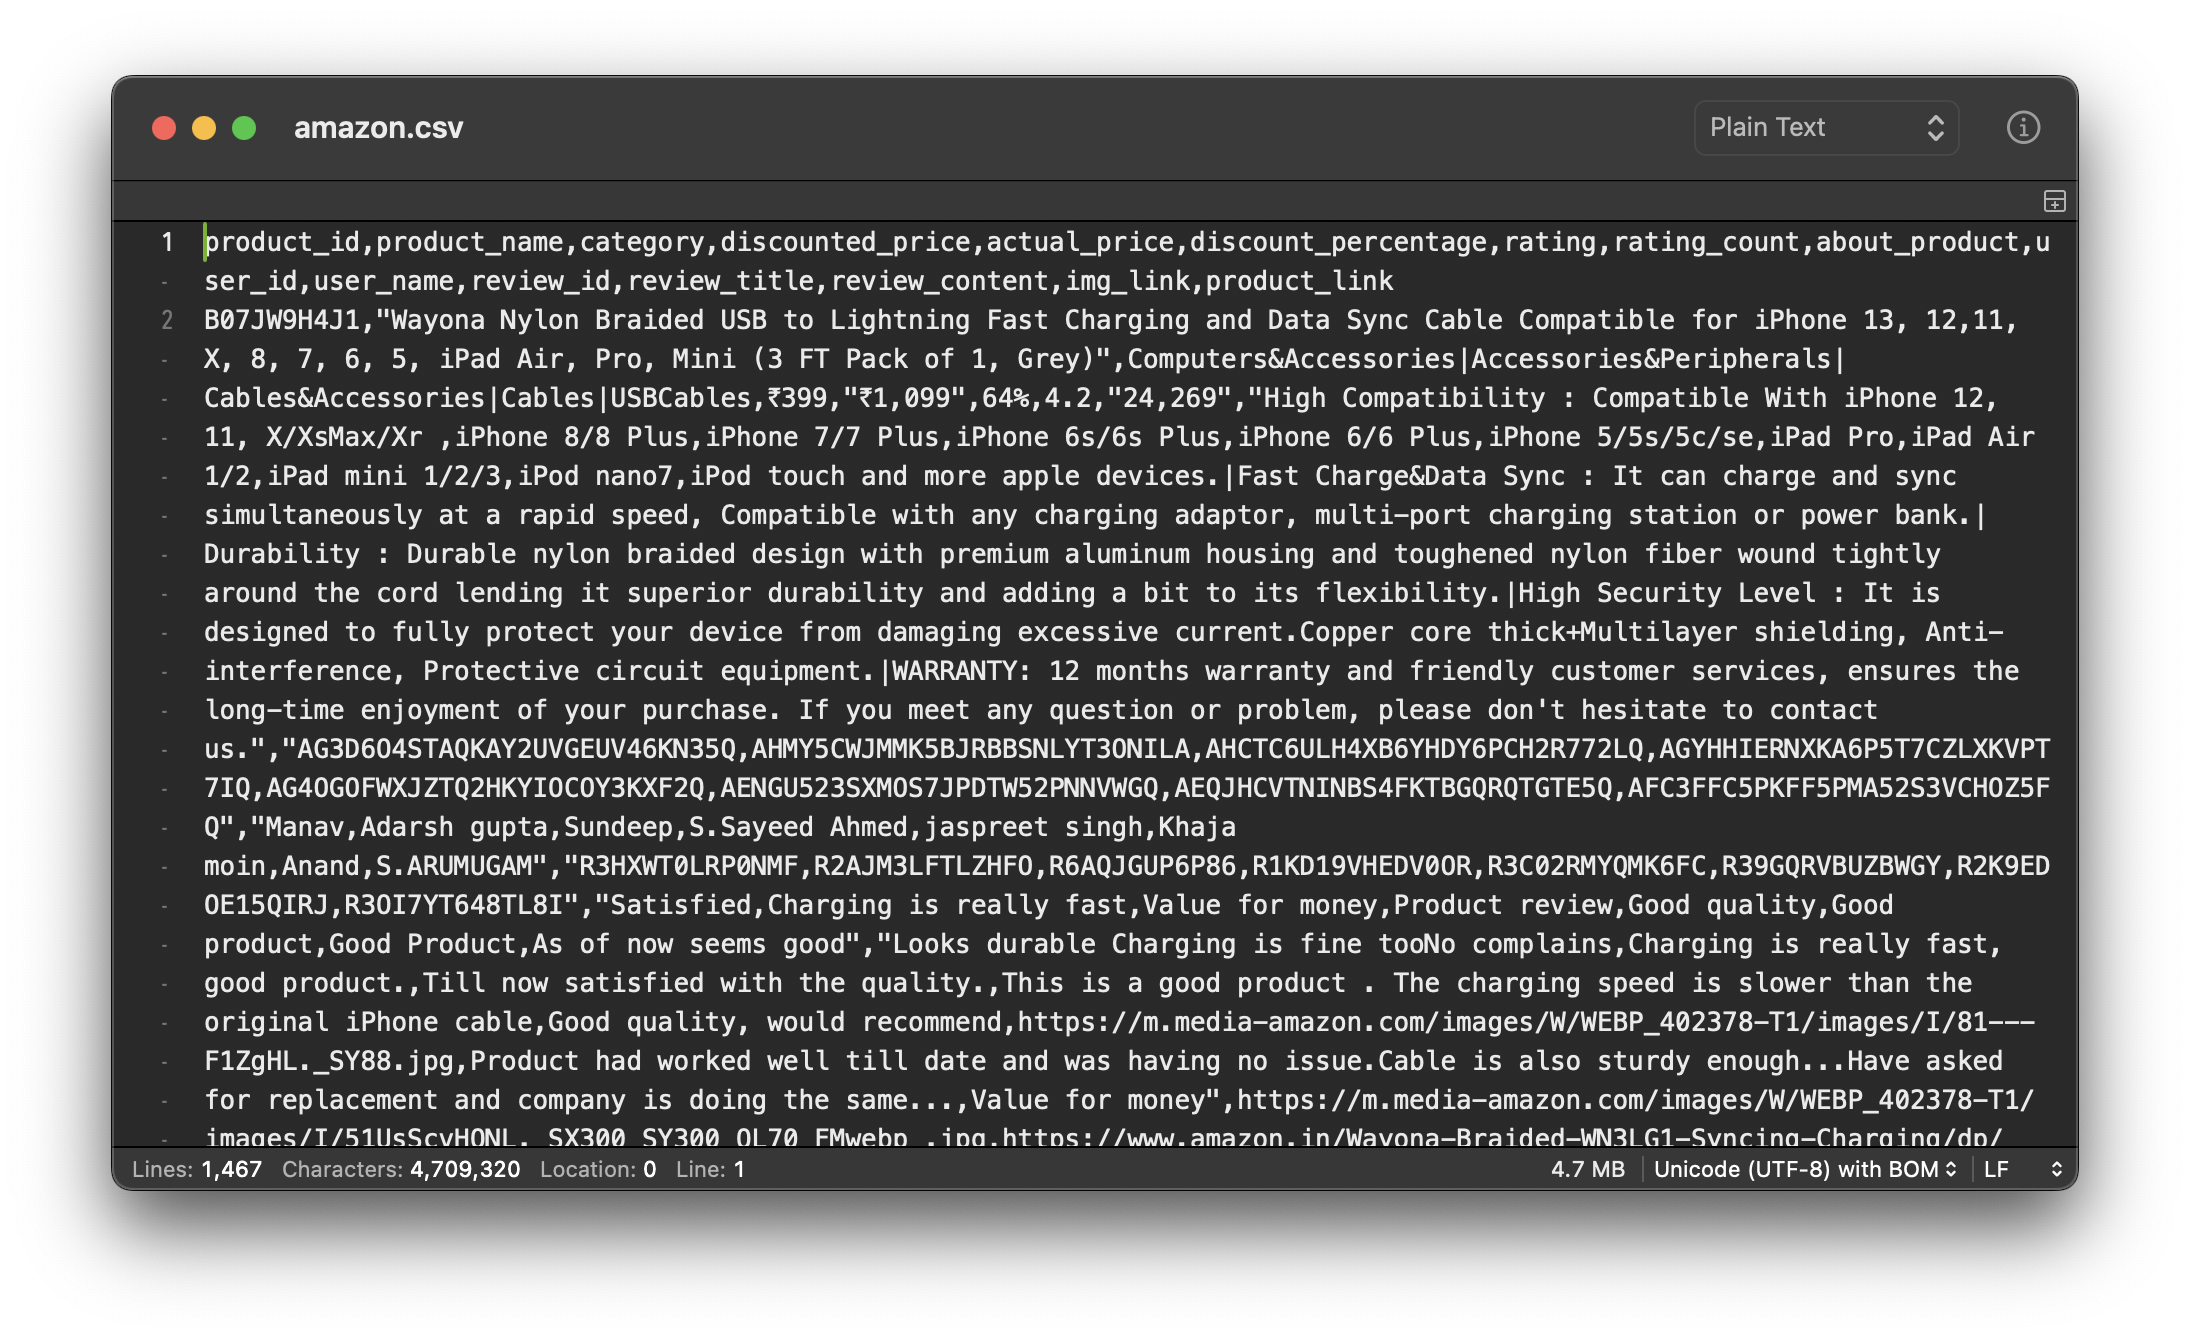 amazon.csv
Plain Text
1 product_id,product_name,category,discounted_price,actual_price,discount_percentage,rating,rating_count,about_product,u
- ser_id,user_name,review_id,review_title,review_content,img_link,product_link
2 B07JW9H4J1,"Wayona Nylon Braided USB to Lightning Fast Charging and Data Sync Cable Compatible for iPhone 13, 12,11,
- X, 8, 7, 6, 5, iPad Air, Pro, Mini (3 FT Pack of 1, Grey)",Computers&Accessories|Accessories&Peripherals|
- Cables&Accessories|Cables|USBCables,₹399,"₹1,099",64%,4.2,"24,269","High Compatibility : Compatible With iPhone 12,
- 11, X/XsMax/Xr ,iPhone 8/8 Plus,iPhone 7/7 Plus,iPhone 6s/6s Plus,iPhone 6/6 Plus,iPhone 5/5s/5c/se,iPad Pro,iPad Air
- 1/2,iPad mini 1/2/3,iPod nano7,iPod touch and more apple devices.|Fast Charge&Data Sync : It can charge and sync
- simultaneously at a rapid speed, Compatible with any charging adaptor, multi-port charging station or power bank.|
- Durability : Durable nylon braided design with premium aluminum housing and toughened nylon fiber wound tightly
- around the cord lending it superior durability and adding a bit to its flexibility.|High Security Level : It is
- designed to fully protect your device from damaging excessive current.Copper core thick+Multilayer shielding, Anti-
- interference, Protective circuit equipment.|WARRANTY: 12 months warranty and friendly customer services, ensures the
- long-time enjoyment of your purchase. If you meet any question or problem, please don't hesitate to contact
- us.","AG3D6O4STAQKAY2UVGEUV46KN35Q,AHMY5CWJMMK5BJRBBSNLYT3ONILA,AHCTC6ULH4XB6YHDY6PCH2R772LQ,AGYHHIERNXKA6P5T7CZLXKVPT
- 7IQ,AG4OGOFWXJZTQ2HKYIOCOY3KXF2Q,AENGU523SXMOS7JPDTW52PNNVWGQ,AEQJHCVTNINBS4FKTBGQRQTGTE5Q,AFC3FFC5PKFF5PMA52S3VCHOZ5F
- Q","Manav,Adarsh gupta,Sundeep,S.Sayeed Ahmed,jaspreet singh,Khaja
- moin,Anand,S.ARUMUGAM","R3HXWT0LRP0NMF,R2AJM3LFTLZHFO,R6AQJGUP6P86,R1KD19VHEDV0OR,R3C02RMYQMK6FC,R39GQRVBUZBWGY,R2K9ED
- OE15QIRJ,R3OI7YT648TL8I","Satisfied,Charging is really fast,Value for money,Product review,Good quality,Good
- product,Good Product,As of now seems good","Looks durable Charging is fine tooNo complains,Charging is really fast,
- good product.,Till now satisfied with the quality.,This is a good product . The charging speed is slower than the
- original iPhone cable,Good quality, would recommend,https://m.media-amazon.com/images/W/WEBP_402378-T1/images/I/81---
- F1ZgHL._SY88.jpg,Product had worked well till date and was having no issue.Cable is also sturdy enough...Have asked
- for replacement and company is doing the same...,Value for money",https://m.media-amazon.com/images/W/WEBP_402378-T1/
- images/I/51UsScvHQNL._SX300_SY300_QL70_FMwebp_.jpg,https://www.amazon.in/Wayona-Braided-WN3LG1-Syncing-Charging/dp/
Lines: 1,467 Characters: 4,709,320 Location: 0 Line: 1 4.7 MB Unicode (UTF-8) with BOM LF